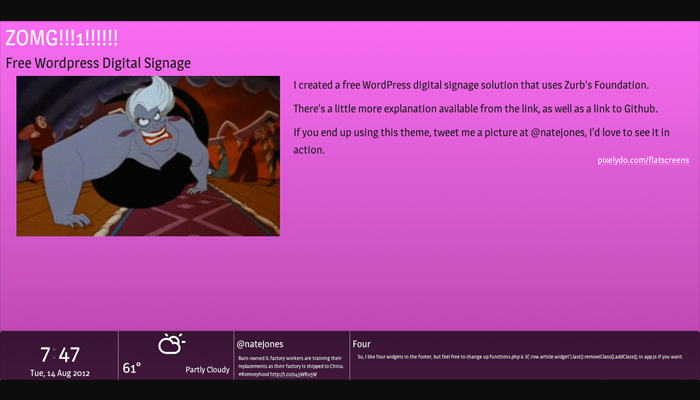 ZOMG!!!1!!!!!!
Free Wordpress Digital Signage
I created a free WordPress digital signage solution that uses Zurb's Foundation.
There's a little more explanation available from the link, as well as a link to Github.
If you end up using this theme, tweet me a picture at @natejones, I'd love to see it in
action.
pixelydo.com/flatscreens
7:47
Tue, 14 Aug 2012
61°
Partly Cloudy
@natejones
Bain-owned IL factory workers are training their
replacements as their factory is shipped to China.
#Romneyhood
Four
So, I like four widgets in the footer, but feel free to change up functions.php & $('.row article.widget').last().removeClass().addClass(); in app.js if you want.